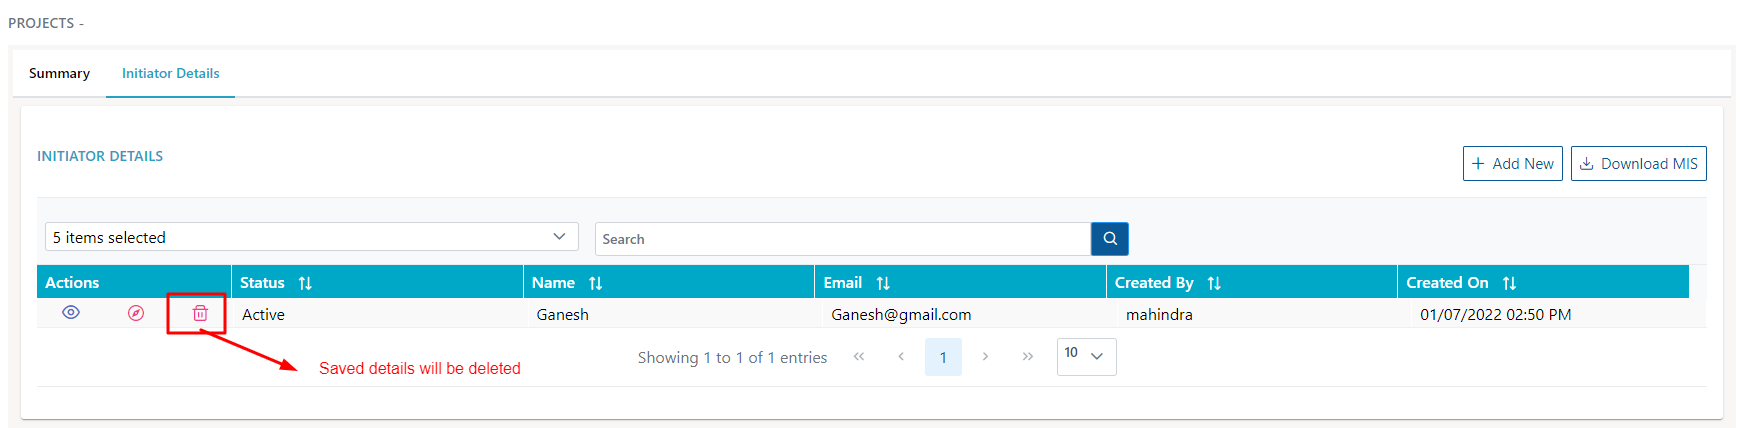 PROJECTS -
Summary Initiator Details
INITIATOR DETAILS
Add New Download MIS
5 items selected Search
Actions Status Name Email Created By Created On
Active Ganesh Ganesh@gmail.com mahindra 01/07/2022 02:50 PM
Showing 1 to 1 of 1 entries 1 10
Saved details will be deleted